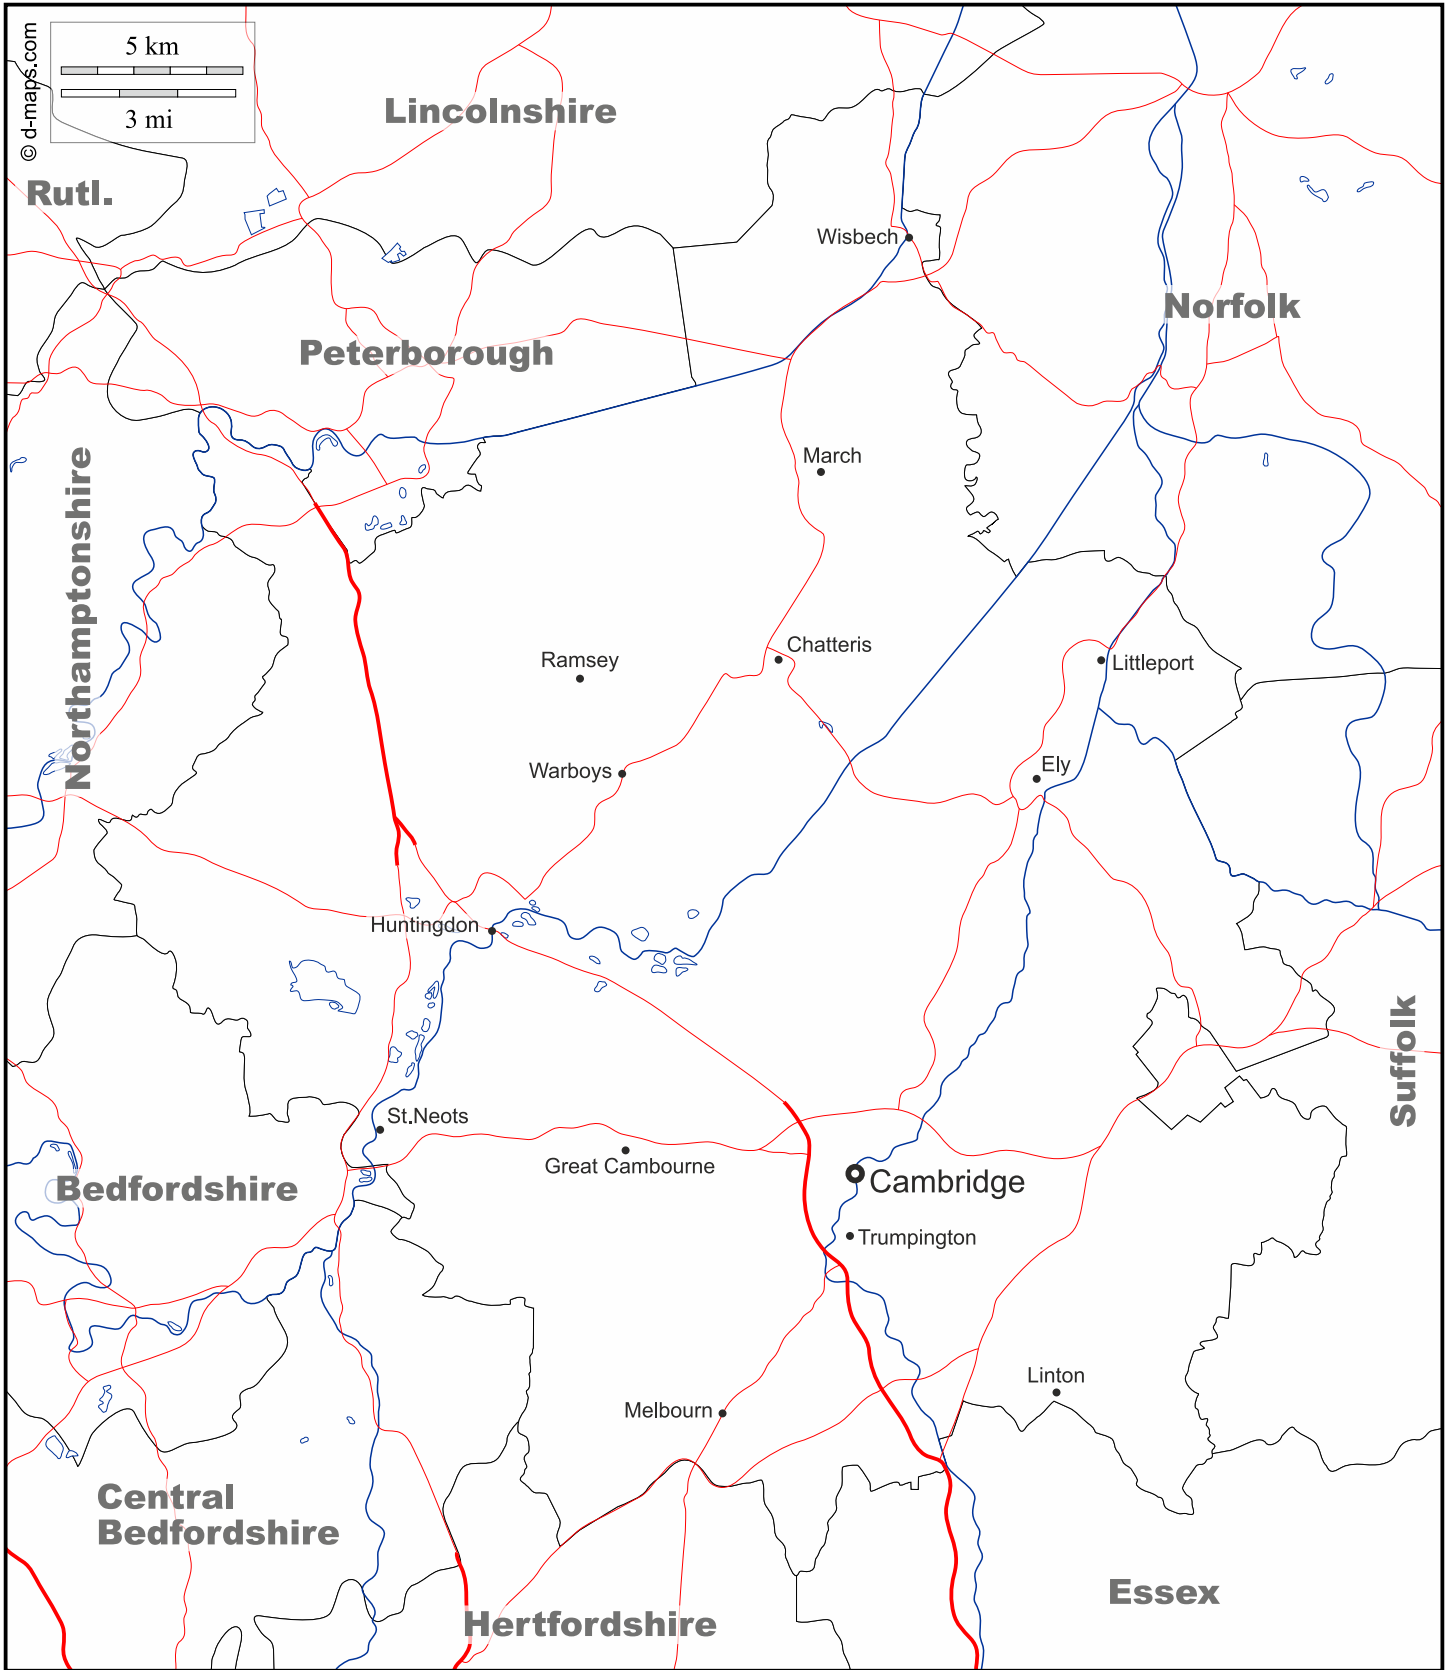 © d-maps.com
5 km
3 mi
Lincolnshire
Rutl.
Wisbech
Norfolk
Peterborough
March
Northamptonshire
Chatteris
Ramsey
Littleport
Ely
Warboys
Huntingdon
Suffolk
St.Neots
Great Cambourne
Cambridge
Bedfordshire
Trumpington
Linton
Melbourn
Central
Bedfordshire
Essex
Hertfordshire